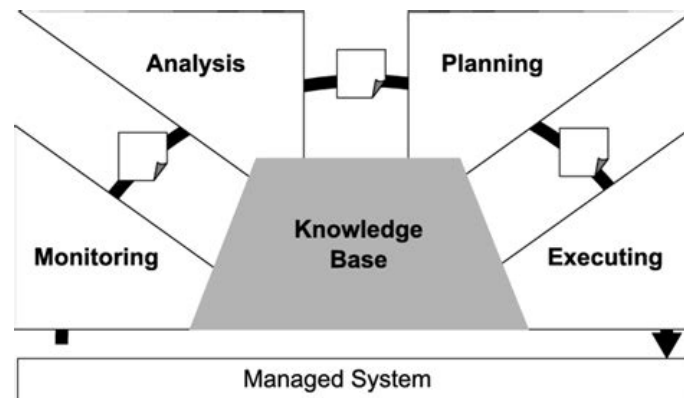 Analysis
Planning
Monitoring
Knowledge
Base
Executing
Managed System